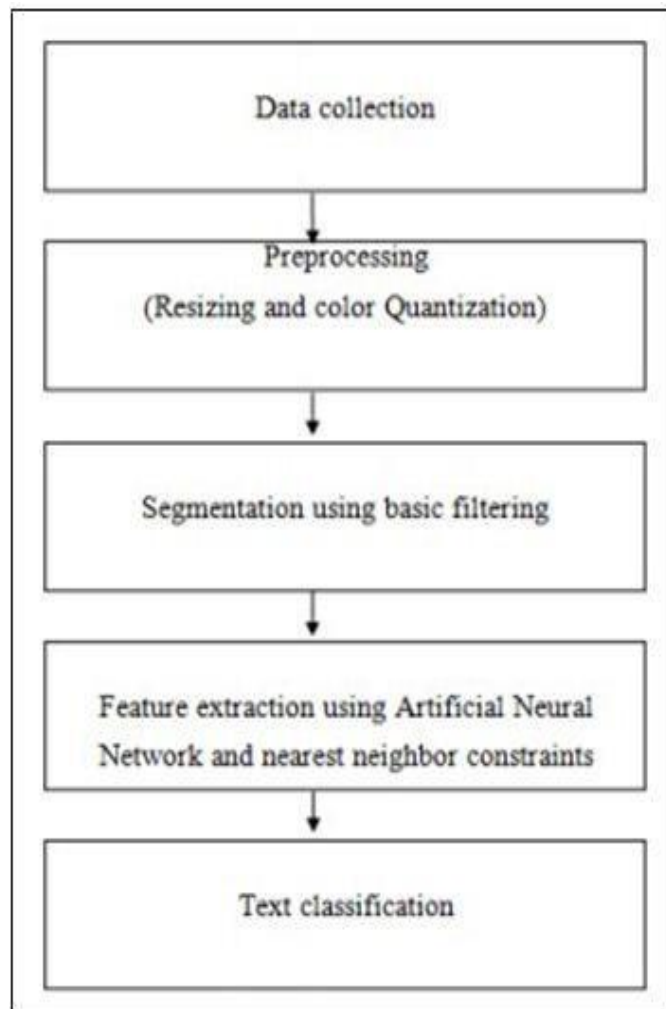 Data collection
Preprocessing
(Resizing and color Quantization)
Segmentation using basic filtering
Feature extraction using Artificial Neural
Network and nearest neighbor constraints
Text classification